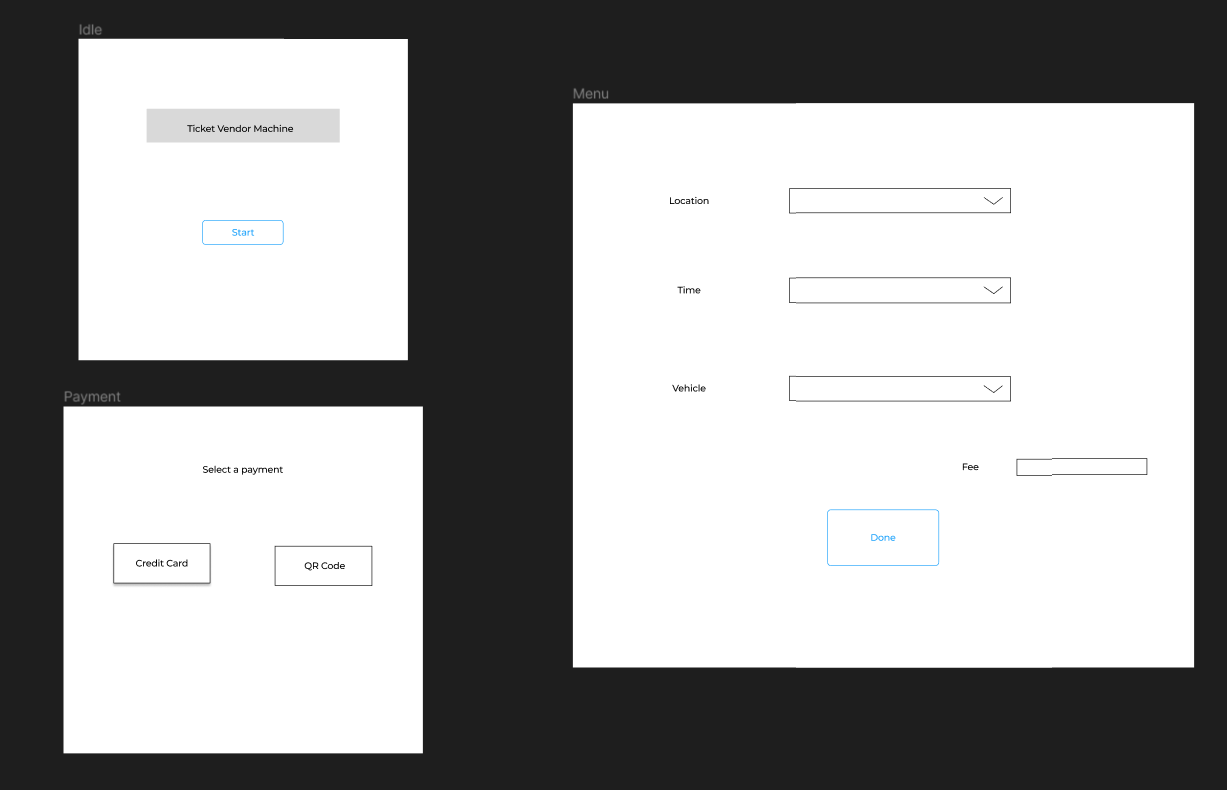 Idle
Ticket Vendor Machine
Start
Payment
Select a payment
Credit Card
QR Code
Menu
Location
Time
Vehicle
Fee
Done